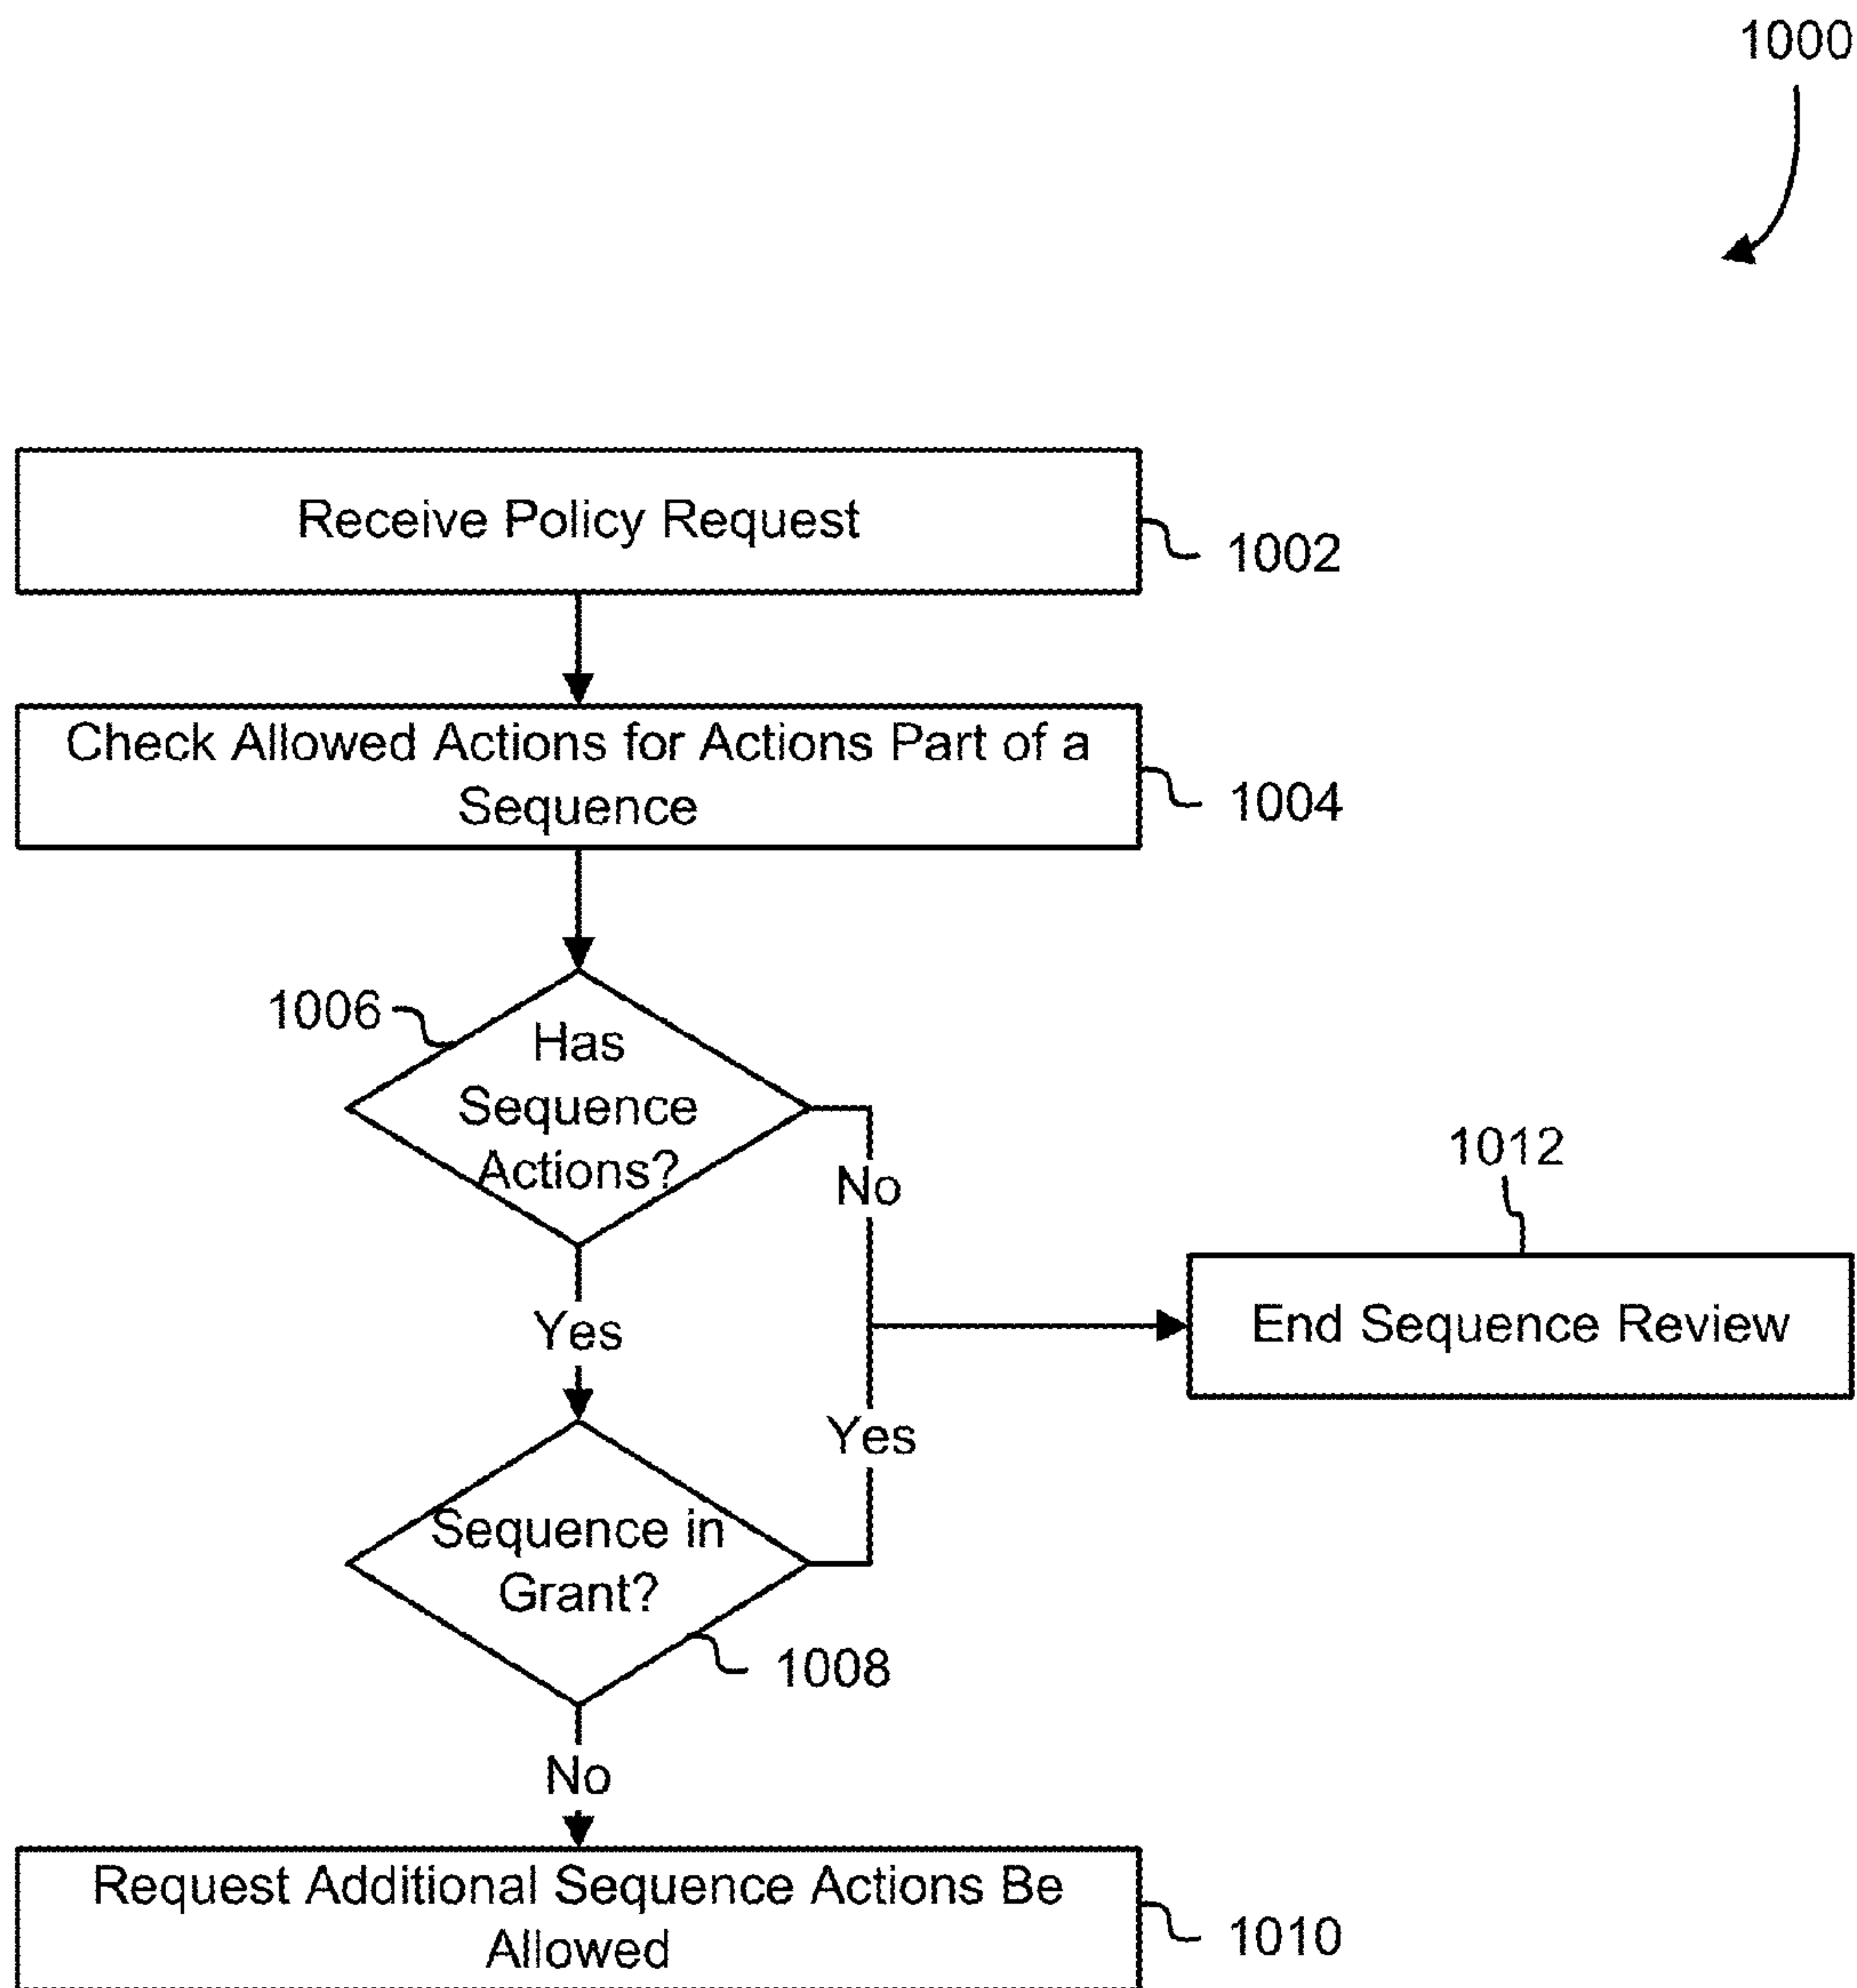 1000
Receive Policy Request
1002
Check Allowed Actions for Actions Part of a
Sequence
1004
1006
Has
Sequence
Actions?
No
1012
Yes
End Sequence Review
Yes
Sequence in
Grant?
1008
No
Request Additional Sequence Actions Be
Allowed
1010